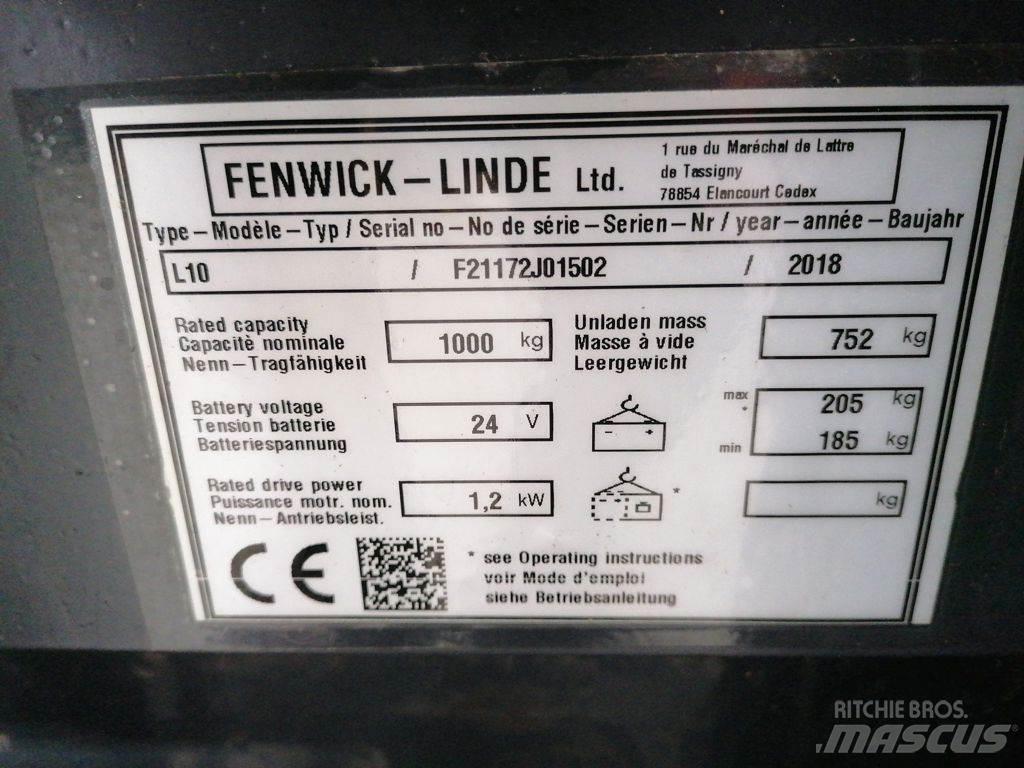 FENWICK – LINDE Ltd.
1 rue du Maréchal de Lattre
de Tassigny
78854 Elancourt Cedex
Type – Modèle – Typ / Serial no – No de série – Serien – Nr / year – année – Baujahr
L10 / F21172J01502 / 2018
Rated capacity
Capacitè nominale
Nenn – Tragfähigkeit
1000 kg
Unladen mass
Masse à vide
Leergewicht
752 kg
Battery voltage
Tension batterie
Batteriespannung
24 V
- +
max
*
min
205 kg
185 kg
Rated drive power
Puissance motr. nom.
Nenn – Antriebsleist.
1,2 kW
*
kg
CE
* see Operating instructions
voir Mode d'emploi
siehe Betriebsanleitung
RITCHIE BROS.
MASCUS